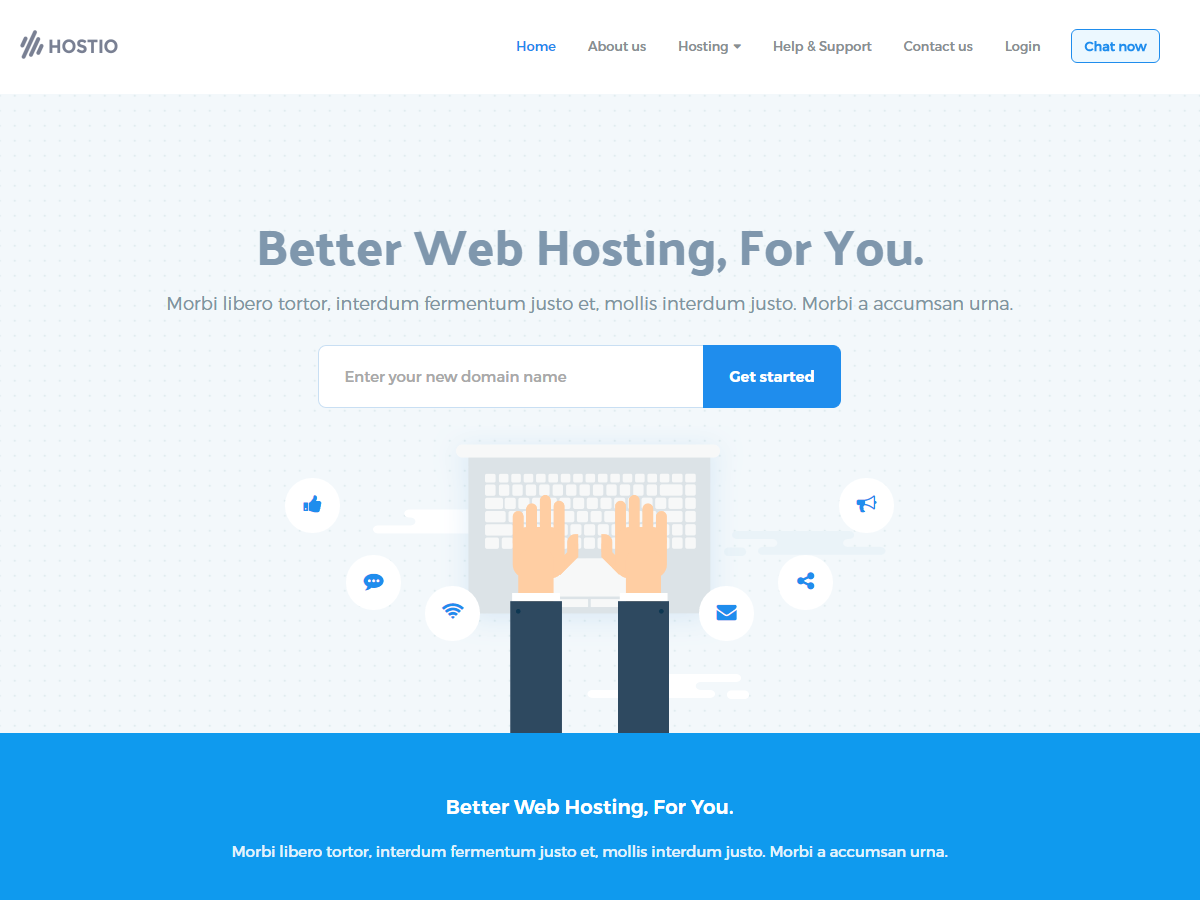 HOSTIO
Home About us Hosting Help & Support Contact us Login Chat now
Better Web Hosting, For You.
Morbi libero tortor, interdum fermentum justo et, mollis interdum justo. Morbi a accumsan urna.
Enter your new domain name Get started
Better Web Hosting, For You.
Morbi libero tortor, interdum fermentum justo et, mollis interdum justo. Morbi a accumsan urna.